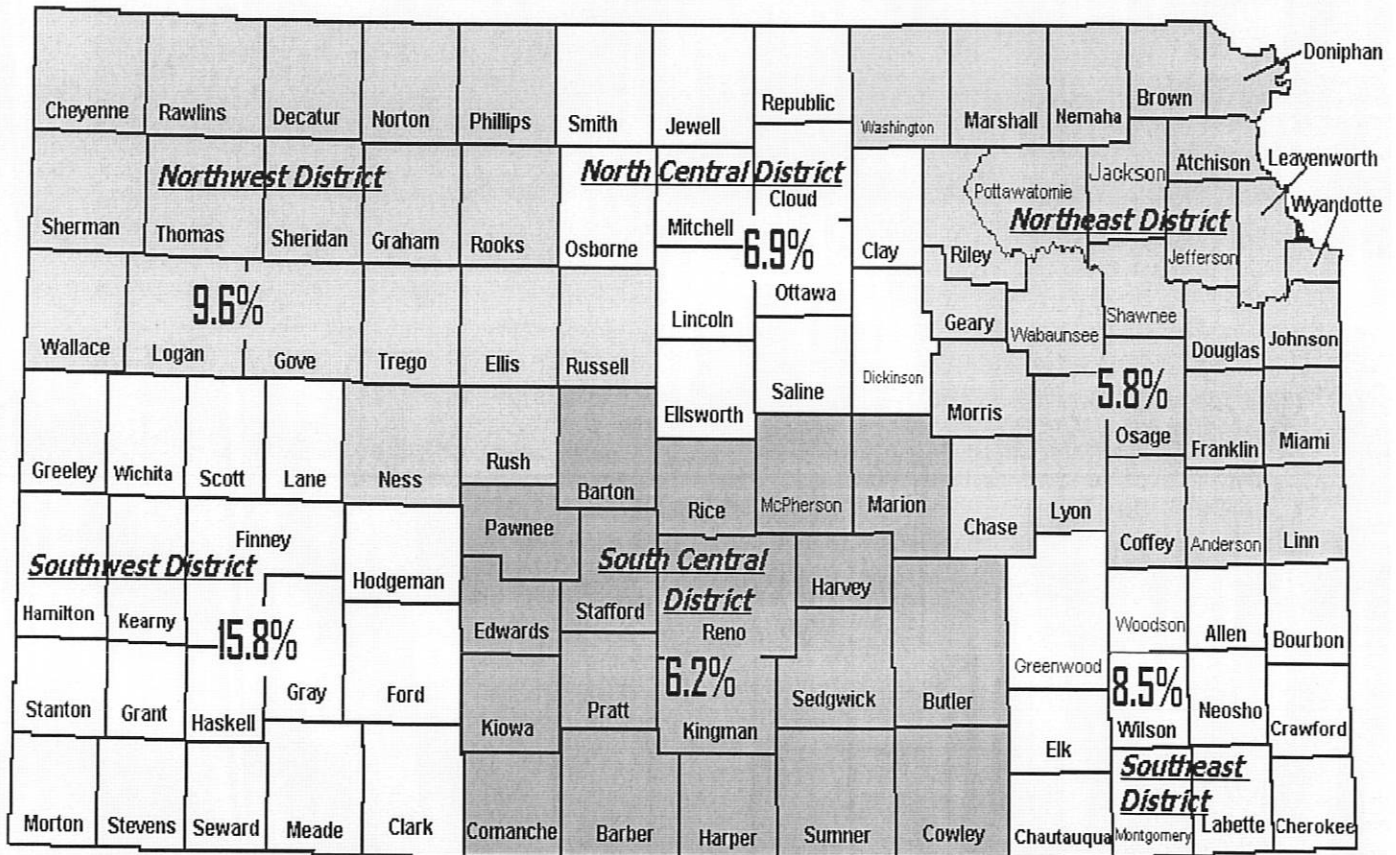 Doniphan
Cheyenne Rawlins Decatur Norton Phillips Smith Jewell Republic Washington Marshall Nemaha Brown
Leavenworth
Northwest District North Central District Jackson Atchison
Wyandotte
Pottawatomie
Cloud
Northeast District
Sherman Thomas Sheridan Graham Rooks Osborne Mitchell Clay Riley Jefferson
6.9%
Ottawa
9.6%
Lincoln Geary Wabaunsee Shawnee
Wallace Logan Gove Trego Ellis Russell Douglas Johnson
Saline Dickinson
5.8%
Ellsworth Morris
Osage Franklin Miami
Greeley Wichita Scott Lane Ness Rush
Barton Rice McPherson Marion Chase Lyon
Pawnee
Finney Coffey Anderson Linn
Southwest District Hodgeman South Central
District
Harvey
Hamilton Kearny Edwards Stafford Reno Woodson Allen Bourbon
15.8%
6.2%
Greenwood
8.5%
Stanton Grant Haskell Gray Ford Kiowa Pratt Kingman Sedgwick Butler Wilson Neosho Crawford
Elk
Southeast
District
Morton Stevens Seward Meade Clark Comanche Barber Harper Sumner Cowley Chautauqua Montgomery Labette Cherokee